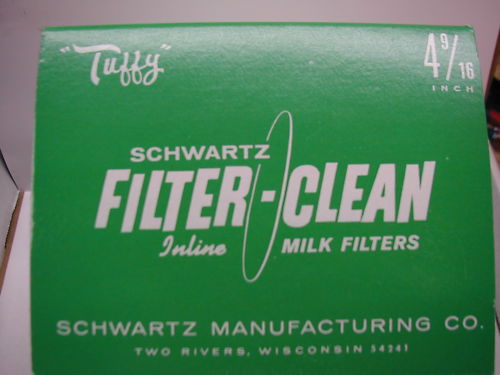 "Tuffy"
4 9/16
INCH
SCHWARTZ
FILTER-CLEAN
Inline MILK FILTERS
SCHWARTZ MANUFACTURING CO.
TWO RIVERS, WISCONSIN 54241